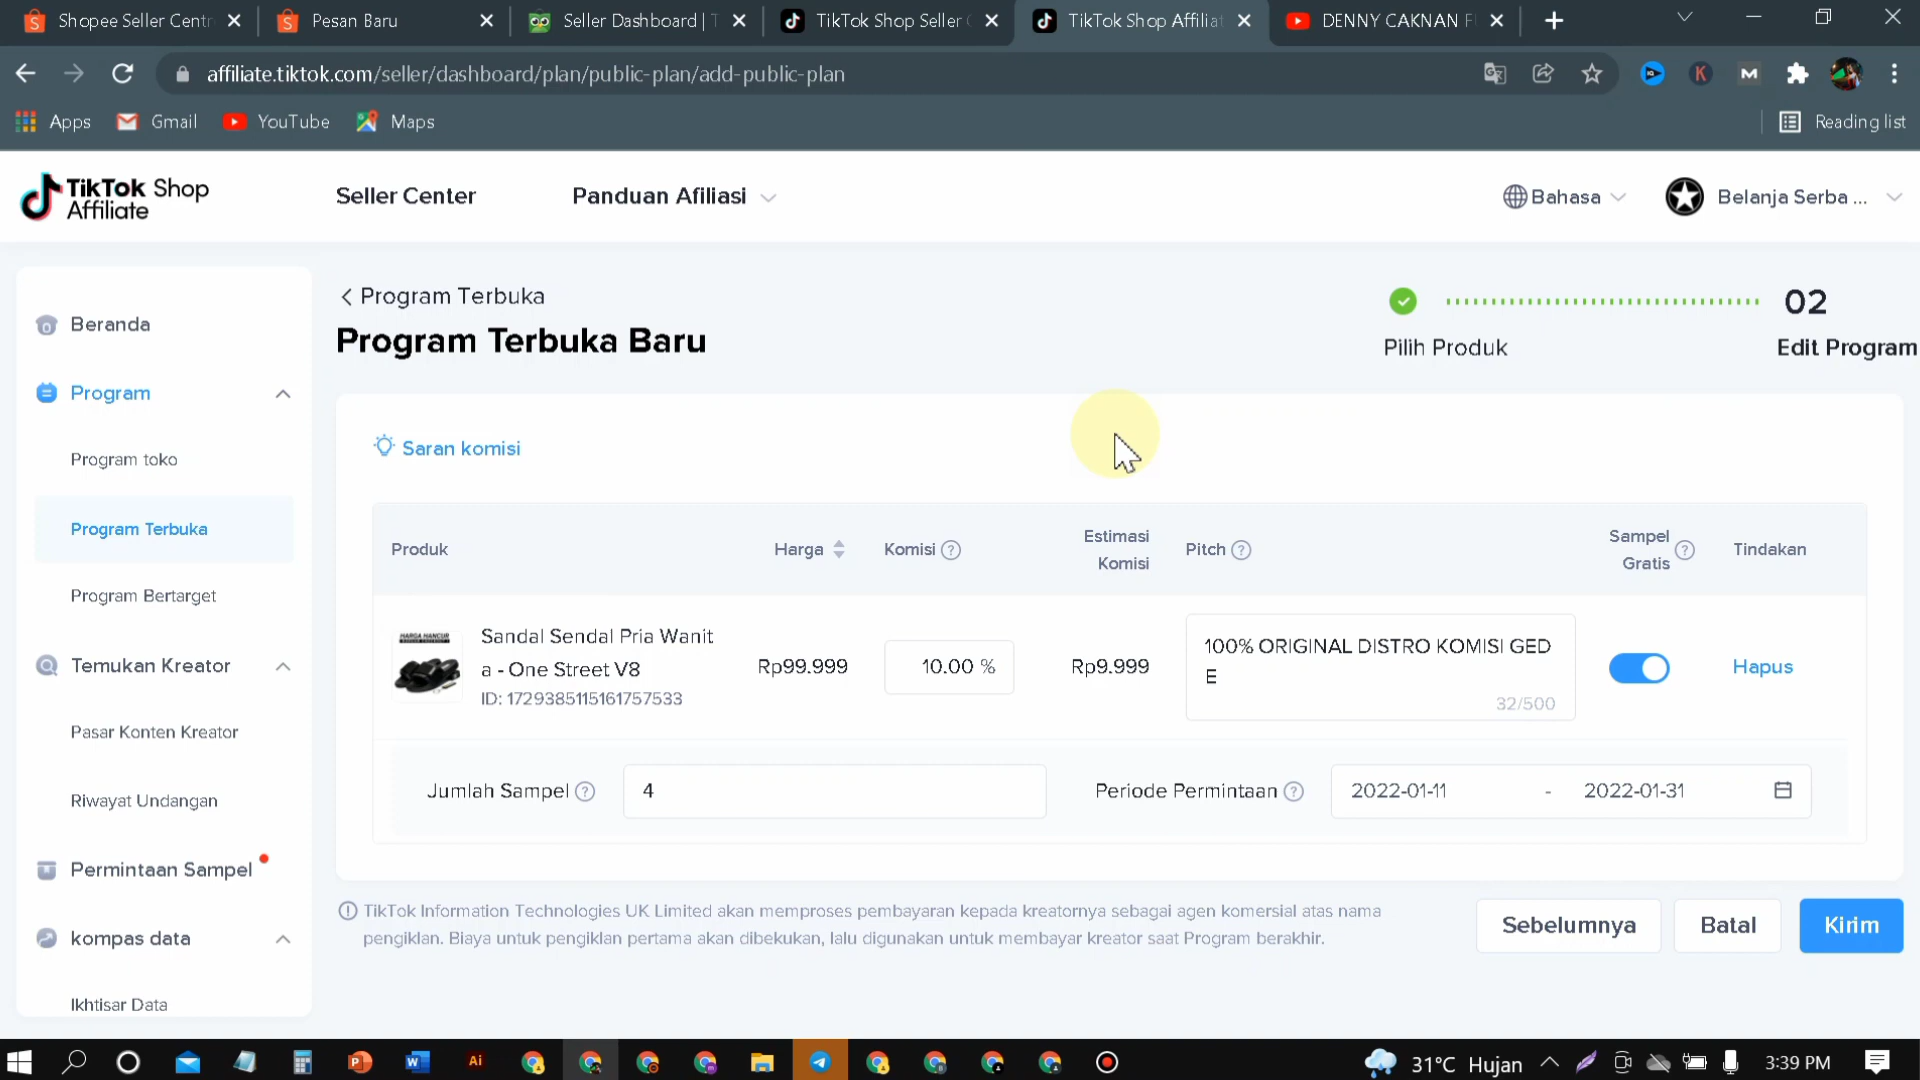 Shopee Seller Centr
Pesan Baru
Seller Dashboard | T
TikTok Shop Seller C
TikTok Shop Affiliat
DENNY CAKNAN F
affiliate.tiktok.com/seller/dashboard/plan/public-plan/add-public-plan
Apps
Gmail
YouTube
Maps
Reading list
TikTok Shop
Affiliate
Seller Center
Panduan Afiliasi
Bahasa
Belanja Serba ...
Beranda
Program
Program toko
Program Terbuka
Program Bertarget
Temukan Kreator
Pasar Konten Kreator
Riwayat Undangan
Permintaan Sampel
kompas data
Ikhtisar Data
Program Terbuka
Program Terbuka Baru
Pilih Produk
02
Edit Program
Saran komisi
Produk
Harga
Komisi
Estimasi
Komisi
Pitch
Sampel
Gratis
Tindakan
HARGA HANCUR
Sandal Sendal Pria Wanit
a - One Street V8
ID: 1729385115161757533
Rp99.999
10.00 %
Rp9.999
100% ORIGINAL DISTRO KOMISI GED
E
32/500
Hapus
Jumlah Sampel
4
Periode Permintaan
2022-01-11 - 2022-01-31
TikTok Information Technologies UK Limited akan memproses pembayaran kepada kreatornya sebagai agen komersial atas nama
pengiklan. Biaya untuk pengiklan pertama akan dibekukan, lalu digunakan untuk membayar kreator saat Program berakhir.
Sebelumnya
Batal
Kirim
31°C Hujan
3:39 PM